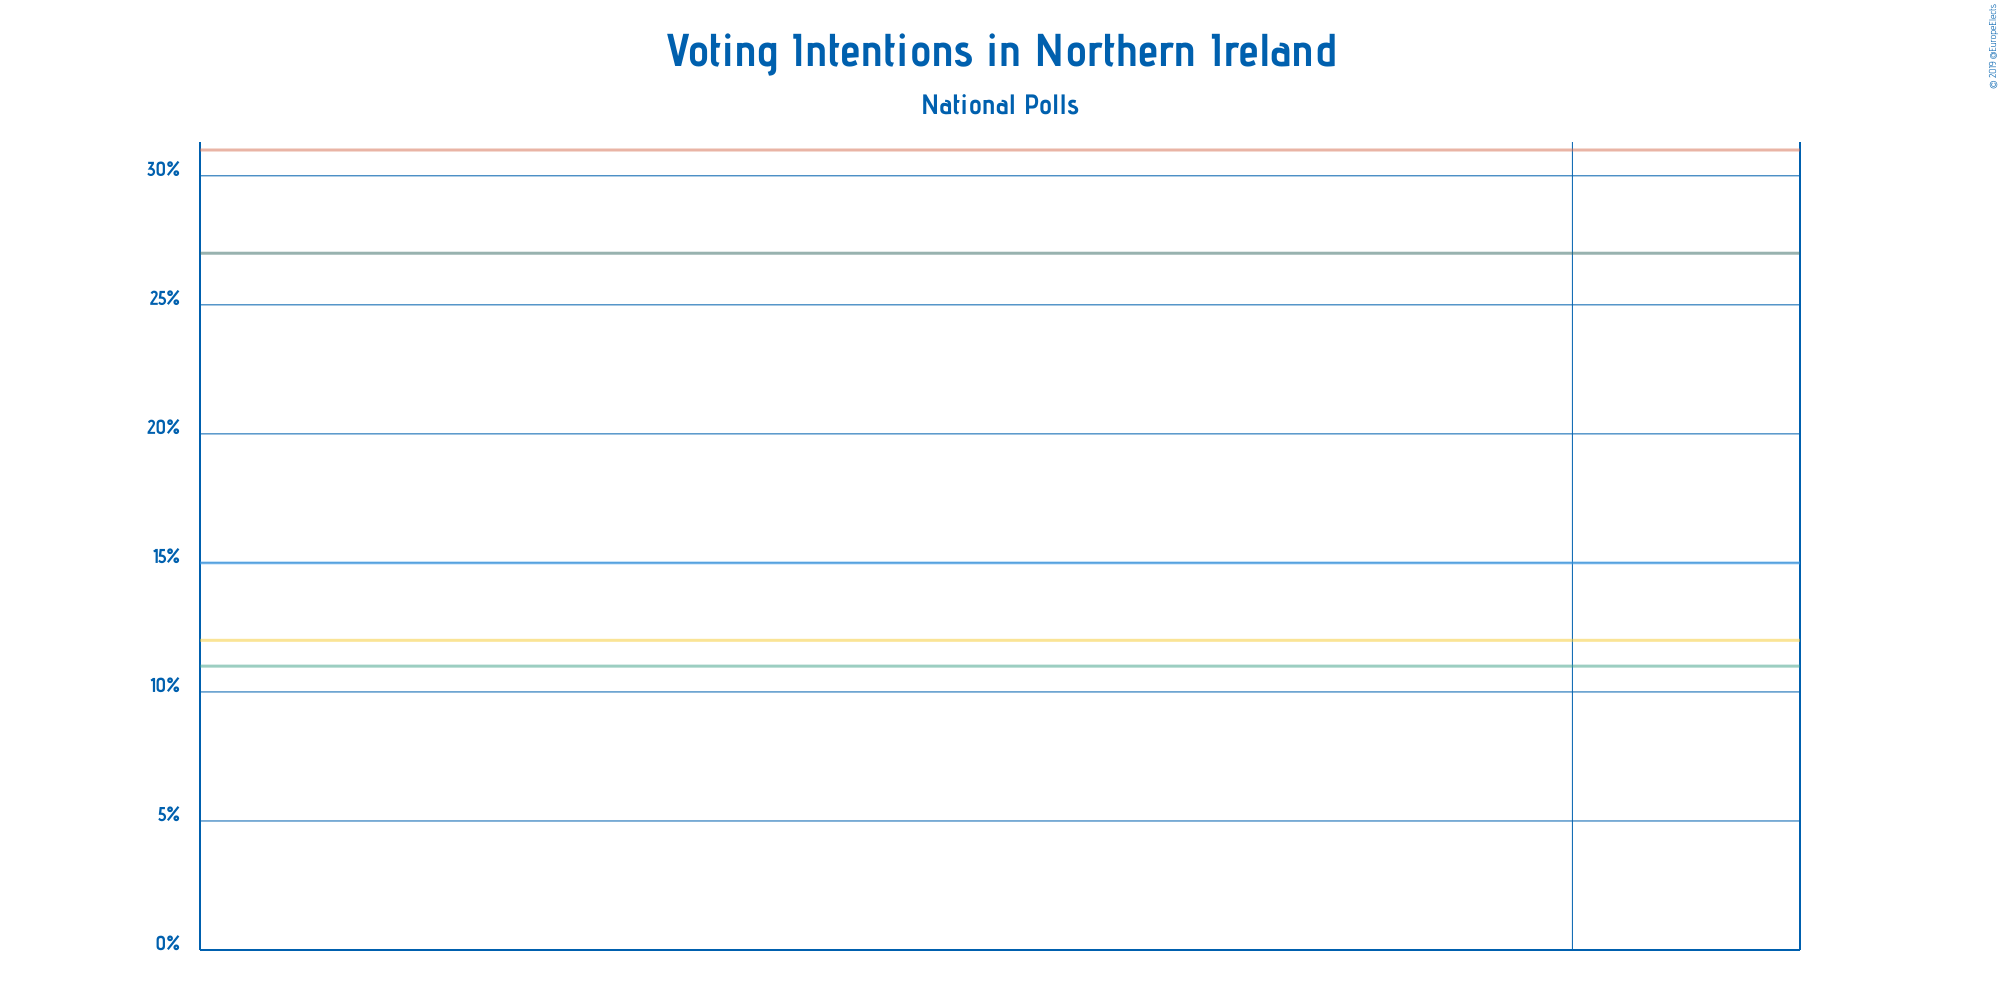 Voting Intentions in Northern Ireland
National Polls
© 2019 @EuropeElects
30%
25%
20%
15%
10%
5%
0%